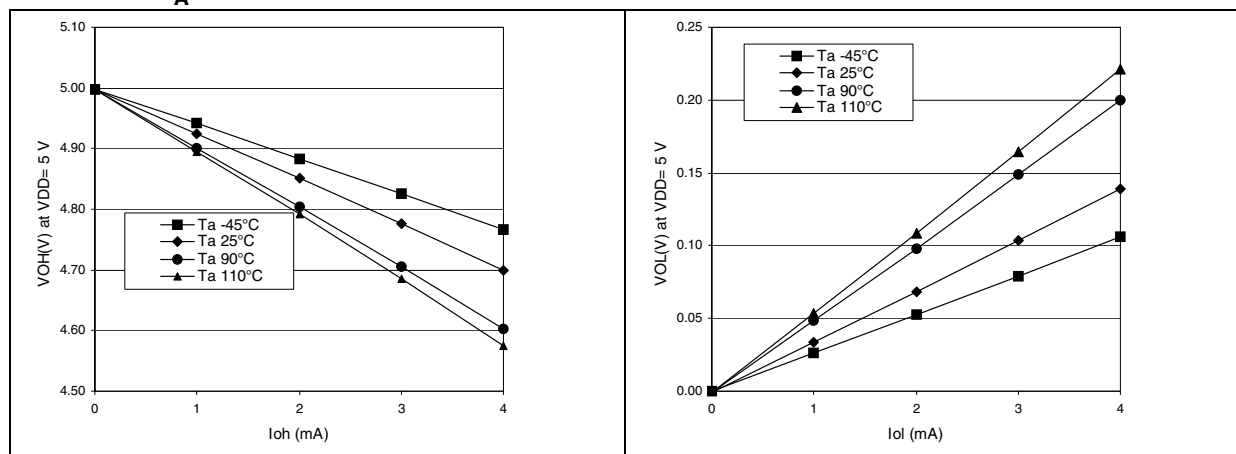 A
5.10
5.00
4.90
4.80
4.70
4.60
4.50
VOH(V) at VDD= 5 V
Ta -45°C
Ta 25°C
Ta 90°C
Ta 110°C
0 1 2 3 4
Ioh (mA)
0.25
0.20
0.15
0.10
0.05
0.00
VOL(V) at VDD= 5 V
Ta -45°C
Ta 25°C
Ta 90°C
Ta 110°C
0 1 2 3 4
Iol (mA)